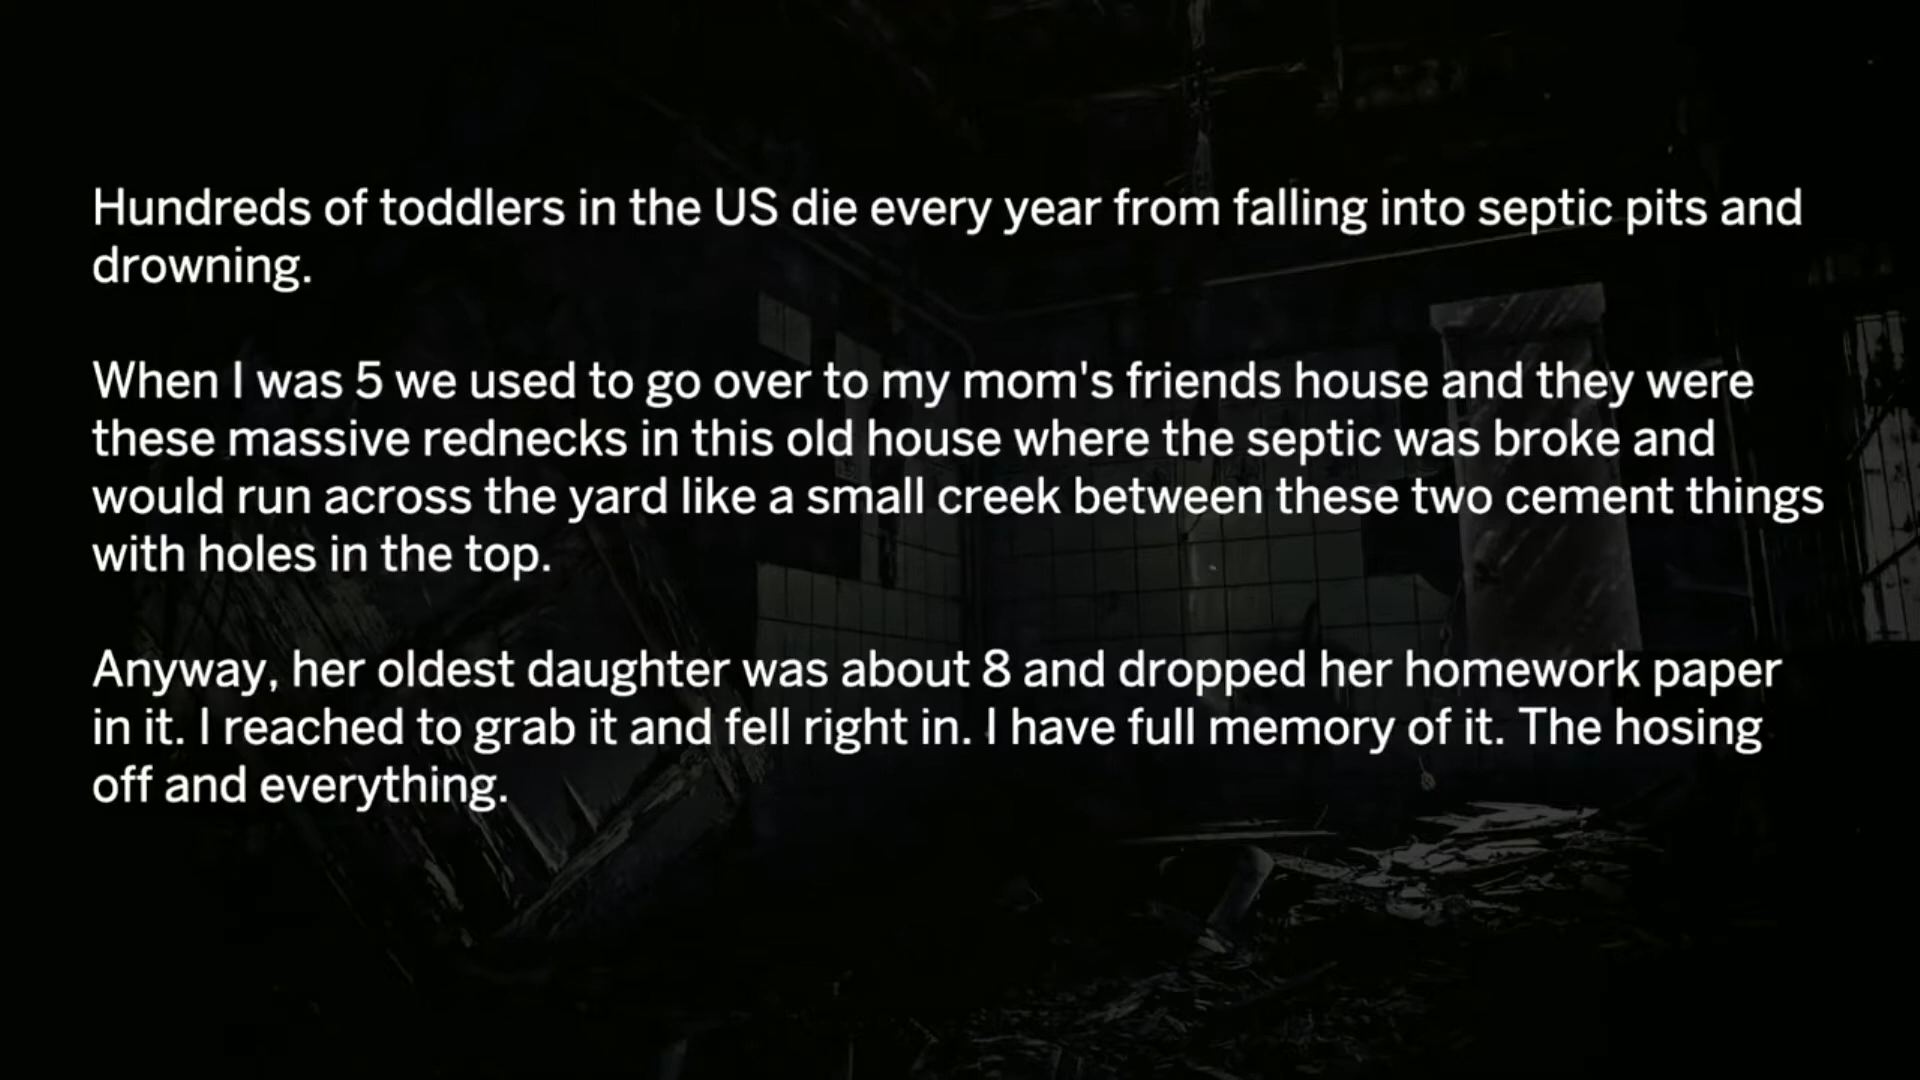 Hundreds of toddlers in the US die every year from falling into septic pits and
drowning.
When I was 5 we used to go over to my mom's friends house and they were
these massive rednecks in this old house where the septic was broke and
would run across the yard like a small creek between these two cement things
with holes in the top.
Anyway, her oldest daughter was about 8 and dropped her homework paper
in it. I reached to grab it and fell right in. I have full memory of it. The hosing
off and everything.